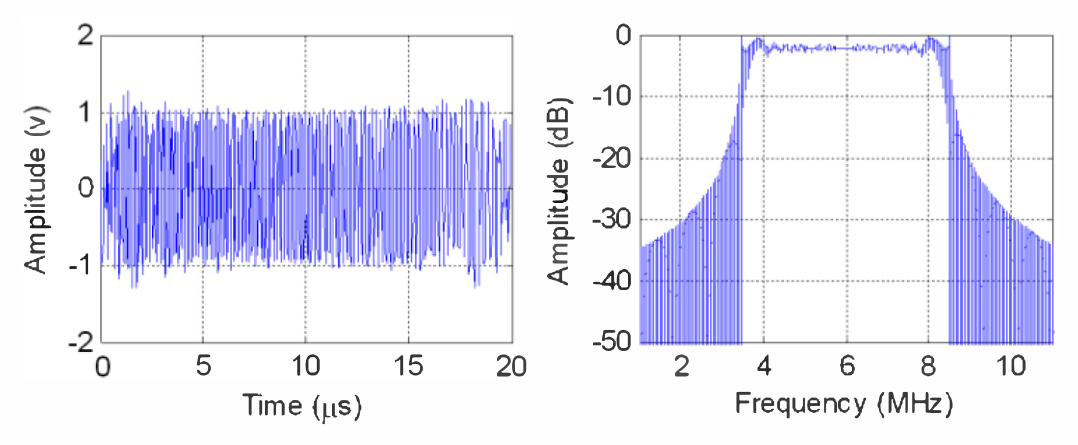 2
1
0
-1
-2
Amplitude (v)
0 5 10 15 20
Time (μs)
0
-10
-20
-30
-40
-50
Amplitude (dB)
2 4 6 8 10
Frequency (MHz)